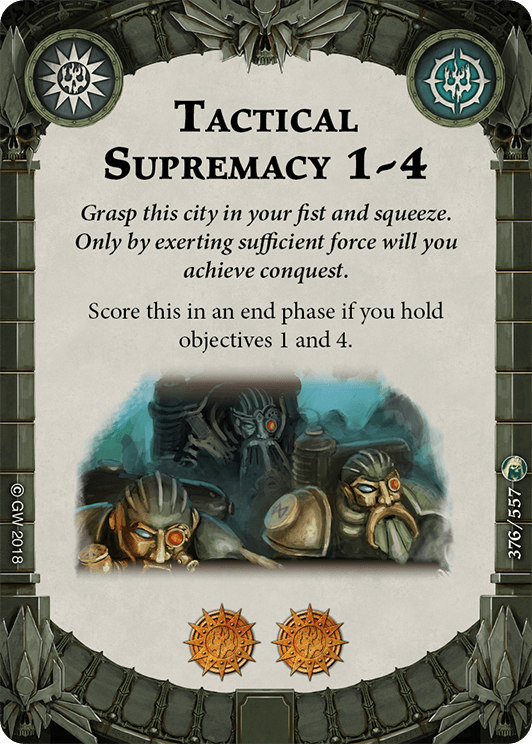 Tactical
Supremacy 1-4
Grasp this city in your fist and squeeze.
Only by exerting sufficient force will you
achieve conquest.
Score this in an end phase if you hold
objectives 1 and 4.
© GW 2018
376/557